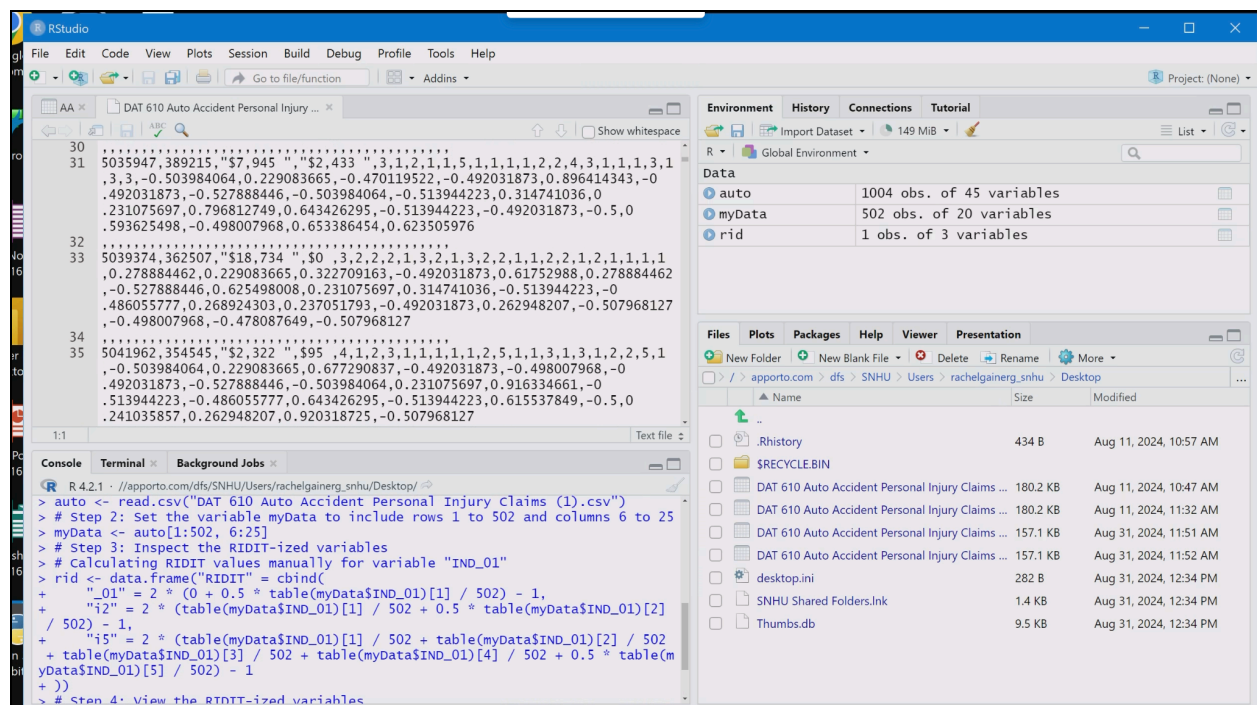 RStudio
File Edit Code View Plots Session Build Debug Profile Tools Help
Go to file/function
Addins
Project: (None)
AA
DAT 610 Auto Accident Personal Injury ...
Show whitespace
30 ,,,,,,,,,,,,,,,,,,,,,,,,,,,,,,,,,,,,,,,,,,,,
31 5035947,389215,"$7,945 ","$2,433 ",3,1,2,1,1,5,1,1,1,1,2,2,4,3,1,1,1,3,1
,3,3,-0.503984064,0.229083665,-0.470119522,-0.492031873,0.896414343,-0
.492031873,-0.527888446,-0.503984064,-0.513944223,0.314741036,0
.231075697,0.796812749,0.643426295,-0.513944223,-0.492031873,-0.5,0
.593625498,-0.498007968,0.653386454,0.623505976
32 ,,,,,,,,,,,,,,,,,,,,,,,,,,,,,,,,,,,,,,,,,,,,
33 5039374,362507,"$18,734 ",$0 ,3,2,2,2,1,3,2,1,3,2,2,1,1,2,2,1,2,1,1,1,1
,0.278884462,0.229083665,0.322709163,-0.492031873,0.61752988,0.278884462
,-0.527888446,0.625498008,0.231075697,0.314741036,-0.513944223,-0
.486055777,0.268924303,0.237051793,-0.492031873,0.262948207,-0.507968127
,-0.498007968,-0.478087649,-0.507968127
34 ,,,,,,,,,,,,,,,,,,,,,,,,,,,,,,,,,,,,,,,,,,,,
35 5041962,354545,"$2,322 ",$95 ,4,1,2,3,1,1,1,1,1,2,5,1,1,3,1,3,1,2,2,5,1
,-0.503984064,0.229083665,0.677290837,-0.492031873,-0.498007968,-0
.492031873,-0.527888446,-0.503984064,0.231075697,0.916334661,-0
.513944223,-0.486055777,0.643426295,-0.513944223,0.615537849,-0.5,0
.241035857,0.262948207,0.920318725,-0.507968127
1:1
Text file
Console Terminal Background Jobs
R 4.2.1 · //apporto.com/dfs/SNHU/Users/rachelgainerg_snhu/Desktop/
> auto <- read.csv("DAT 610 Auto Accident Personal Injury Claims (1).csv")
> # Step 2: Set the variable myData to include rows 1 to 502 and columns 6 to 25
> myData <- auto[1:502, 6:25]
> # Step 3: Inspect the RIDIT-ized variables
> # Calculating RIDIT values manually for variable "IND_01"
> rid <- data.frame("RIDIT" = cbind(
+ "_01" = 2 * (0 + 0.5 * table(myData$IND_01)[1] / 502) - 1,
+ "i2" = 2 * (table(myData$IND_01)[1] / 502 + 0.5 * table(myData$IND_01)[2]
/ 502) - 1,
+ "i5" = 2 * (table(myData$IND_01)[1] / 502 + table(myData$IND_01)[2] / 502
+ table(myData$IND_01)[3] / 502 + table(myData$IND_01)[4] / 502 + 0.5 * table(m
yData$IND_01)[5] / 502) - 1
+ ))
> # Step 4: View the RIDIT-ized variables
Environment History Connections Tutorial
Import Dataset
149 MiB
List
R
Global Environment
Data
auto 1004 obs. of 45 variables
myData 502 obs. of 20 variables
rid 1 obs. of 3 variables
Files Plots Packages Help Viewer Presentation
New Folder New Blank File Delete Rename More
/ > apporto.com > dfs > SNHU > Users > rachelgainerg_snhu > Desktop
...
Name Size Modified
..
.Rhistory 434 B Aug 11, 2024, 10:57 AM
$RECYCLE.BIN
DAT 610 Auto Accident Personal Injury Claims ... 180.2 KB Aug 11, 2024, 10:47 AM
DAT 610 Auto Accident Personal Injury Claims ... 180.2 KB Aug 11, 2024, 11:32 AM
DAT 610 Auto Accident Personal Injury Claims ... 157.1 KB Aug 31, 2024, 11:51 AM
DAT 610 Auto Accident Personal Injury Claims ... 157.1 KB Aug 31, 2024, 11:52 AM
desktop.ini 282 B Aug 31, 2024, 12:34 PM
SNHU Shared Folders.lnk 1.4 KB Aug 31, 2024, 12:34 PM
Thumbs.db 9.5 KB Aug 31, 2024, 12:34 PM